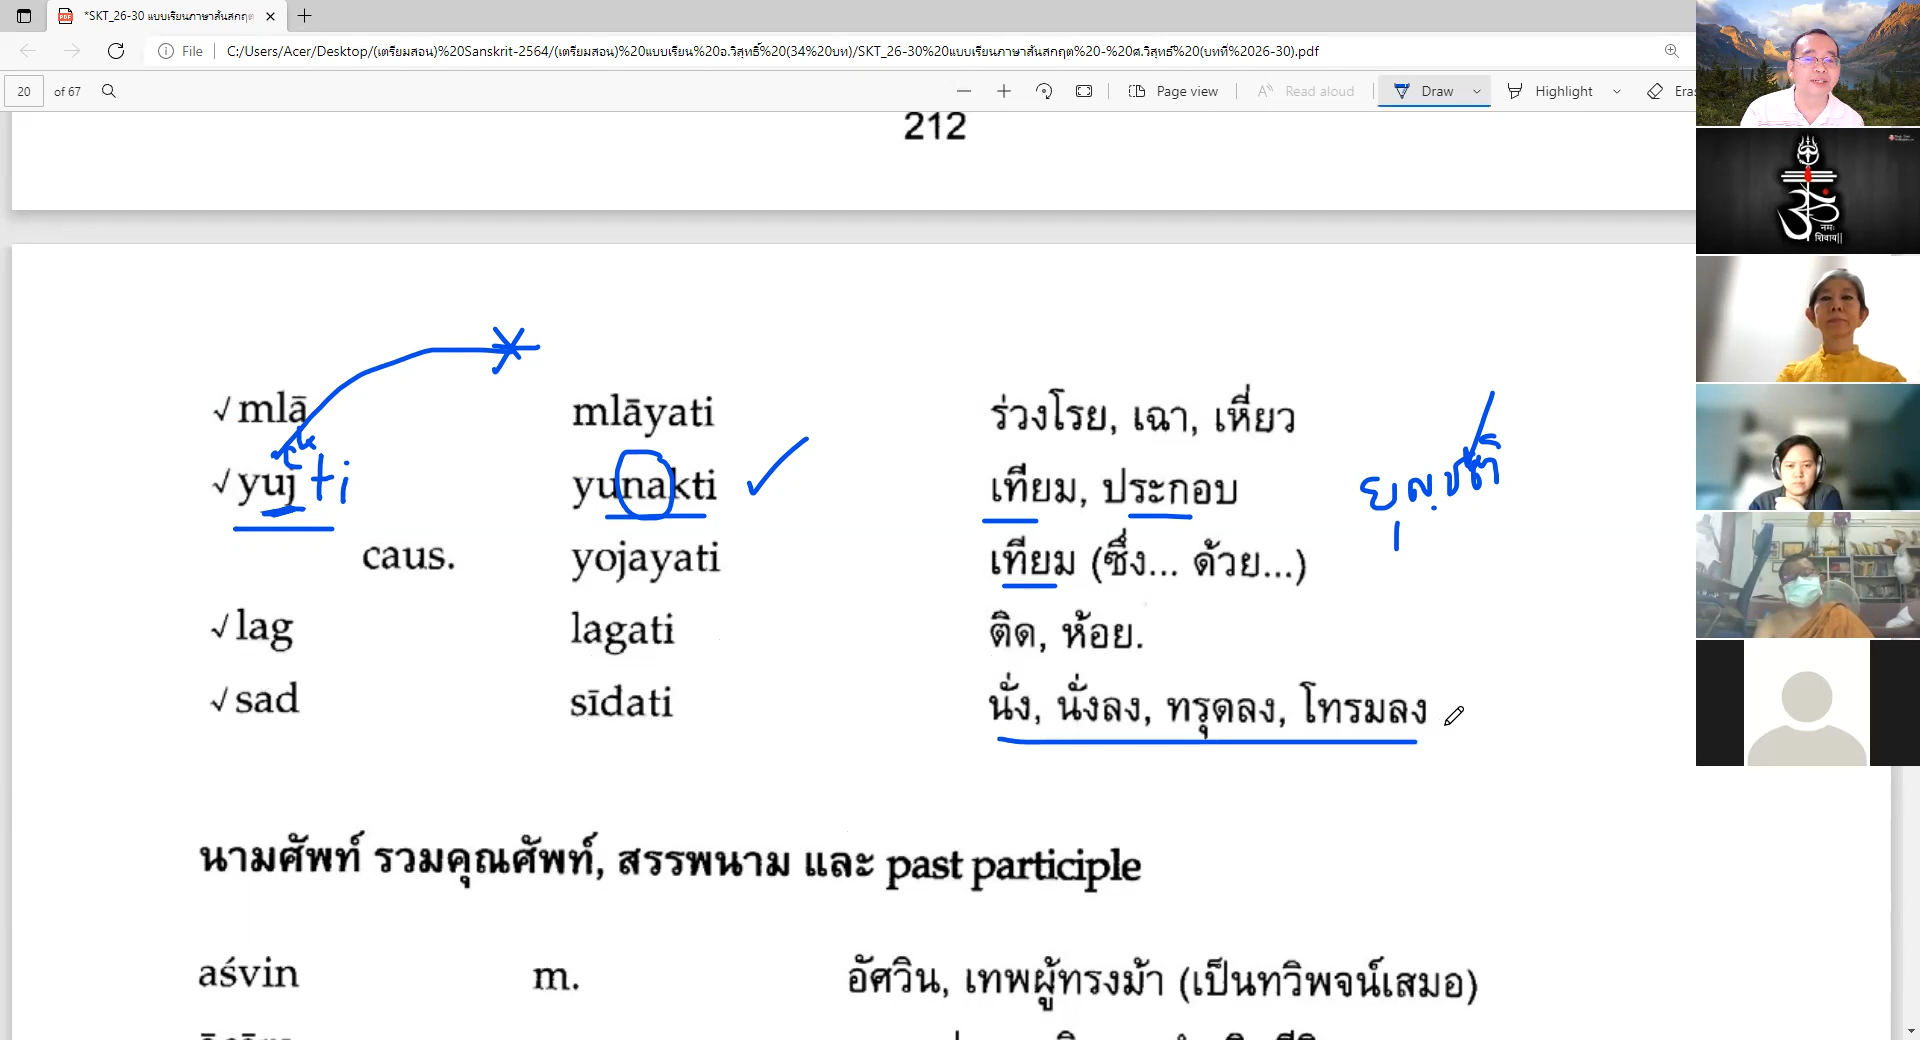 *SKT_26-30 แบบเรียนภาษาสันสกฤต
File C:/Users/Acer/Desktop/(เตรียมสอน)%20Sanskrit-2564/(เตรียมสอน)%20แบบเรียน%20อ.วิสุทธิ์%20(34%20บท)/SKT_26-30%20แบบเรียนภาษาสันสกฤต%20-%20ศ.วิสุทธ์%20(บทที่%2026-30).pdf
20 of 67 Page view Read aloud Draw Highlight
212
√ mlā mlāyati ร่วงโรย, เฉา, เหี่ยว
√ yuj ti yunakti เทียม, ประกอบ
caus. yojayati เทียม (ซึ่ง... ด้วย...)
√ lag lagati ติด, ห้อย.
√ sad sīdati นั่ง, นั่งลง, ทรุดลง, โทรมลง
นามศัพท์ รวมคุณศัพท์, สรรพนาม และ past participle
aśvin m. อัศวิน, เทพผู้ทรงม้า (เป็นทวิพจน์เสมอ)
नमः
शिवाय||